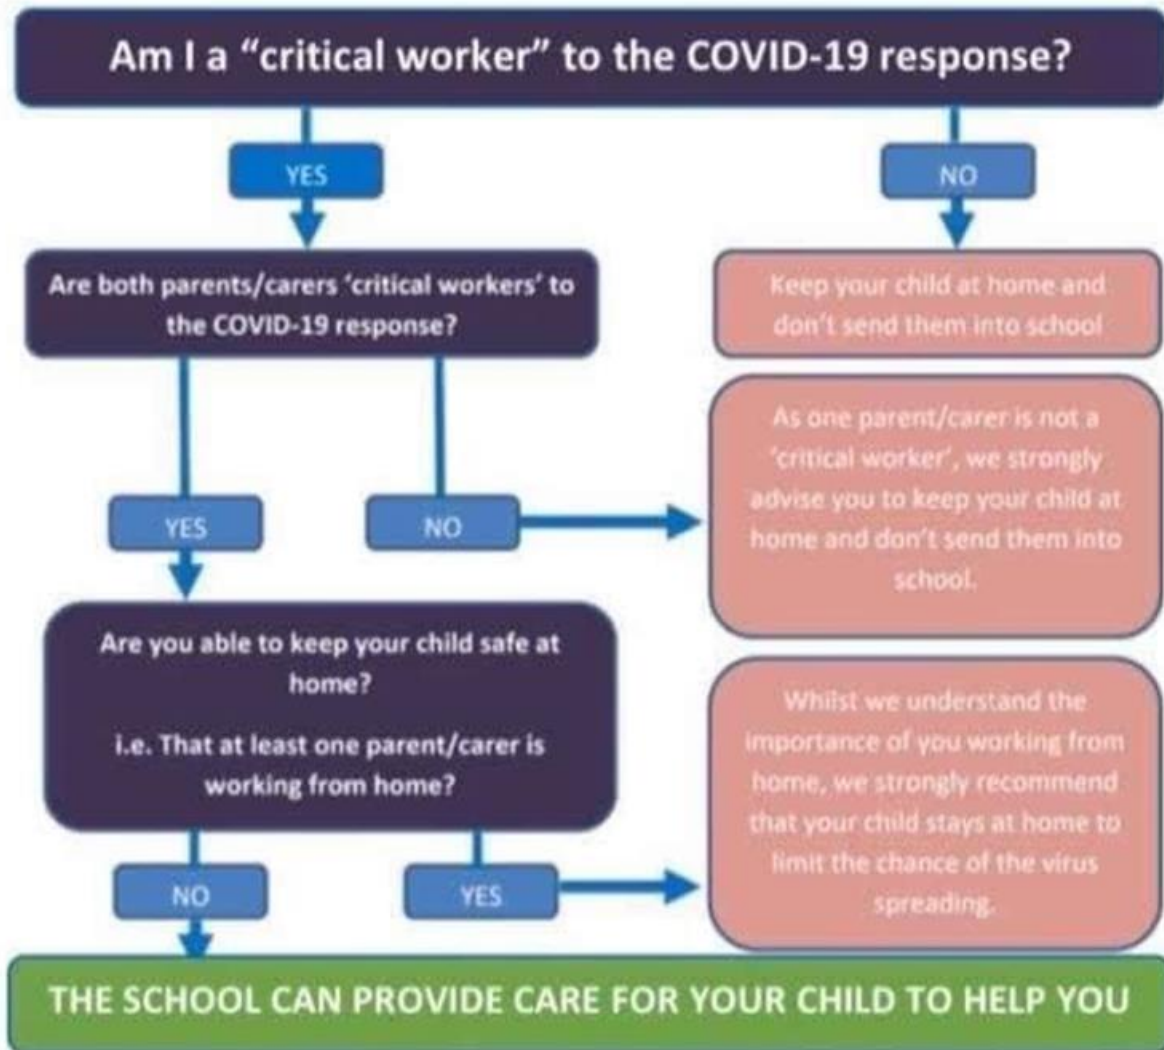 Am I a “critical worker” to the COVID-19 response?
YES
NO
Are both parents/carers ‘critical workers’ to
the COVID-19 response?
Keep your child at home and
don’t send them into school
As one parent/carer is not a
‘critical worker’, we strongly
advise you to keep your child at
home and don’t send them into
school.
YES
NO
Are you able to keep your child safe at
home?
i.e. That at least one parent/carer is
working from home?
Whilst we understand the
importance of you working from
home, we strongly recommend
that your child stays at home to
limit the chance of the virus
spreading.
NO
YES
THE SCHOOL CAN PROVIDE CARE FOR YOUR CHILD TO HELP YOU